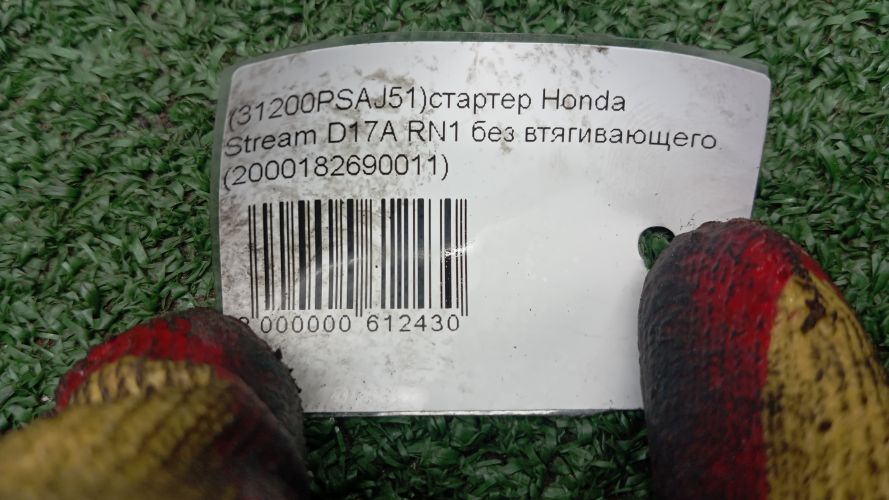 (31200PSAJ51)стартер Honda
Stream D17A RN1 без втягивающего
(2000182690011)
2 000000 612430